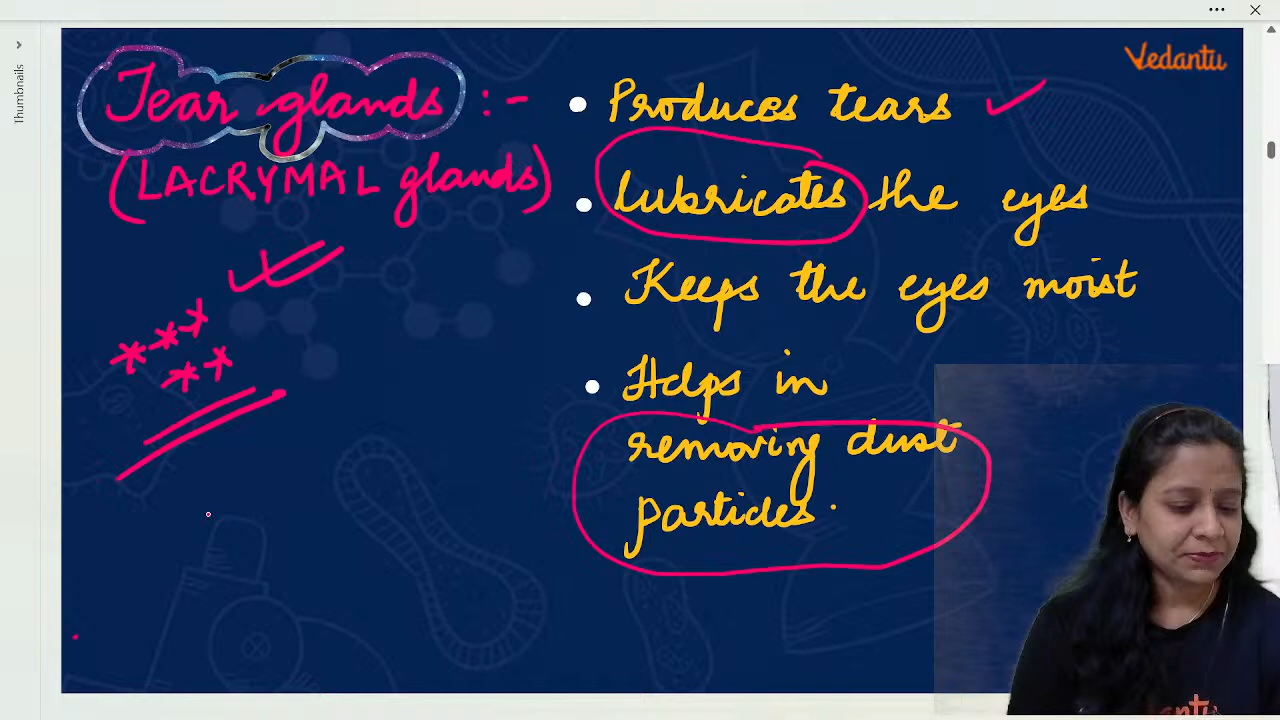 Thumbnails
Vedantu
Tear glands :-
(LACRYMAL glands)
• Produces tears ✓
• Lubricates the eyes
• Keeps the eyes moist
• Helps in
removing dust
particles.